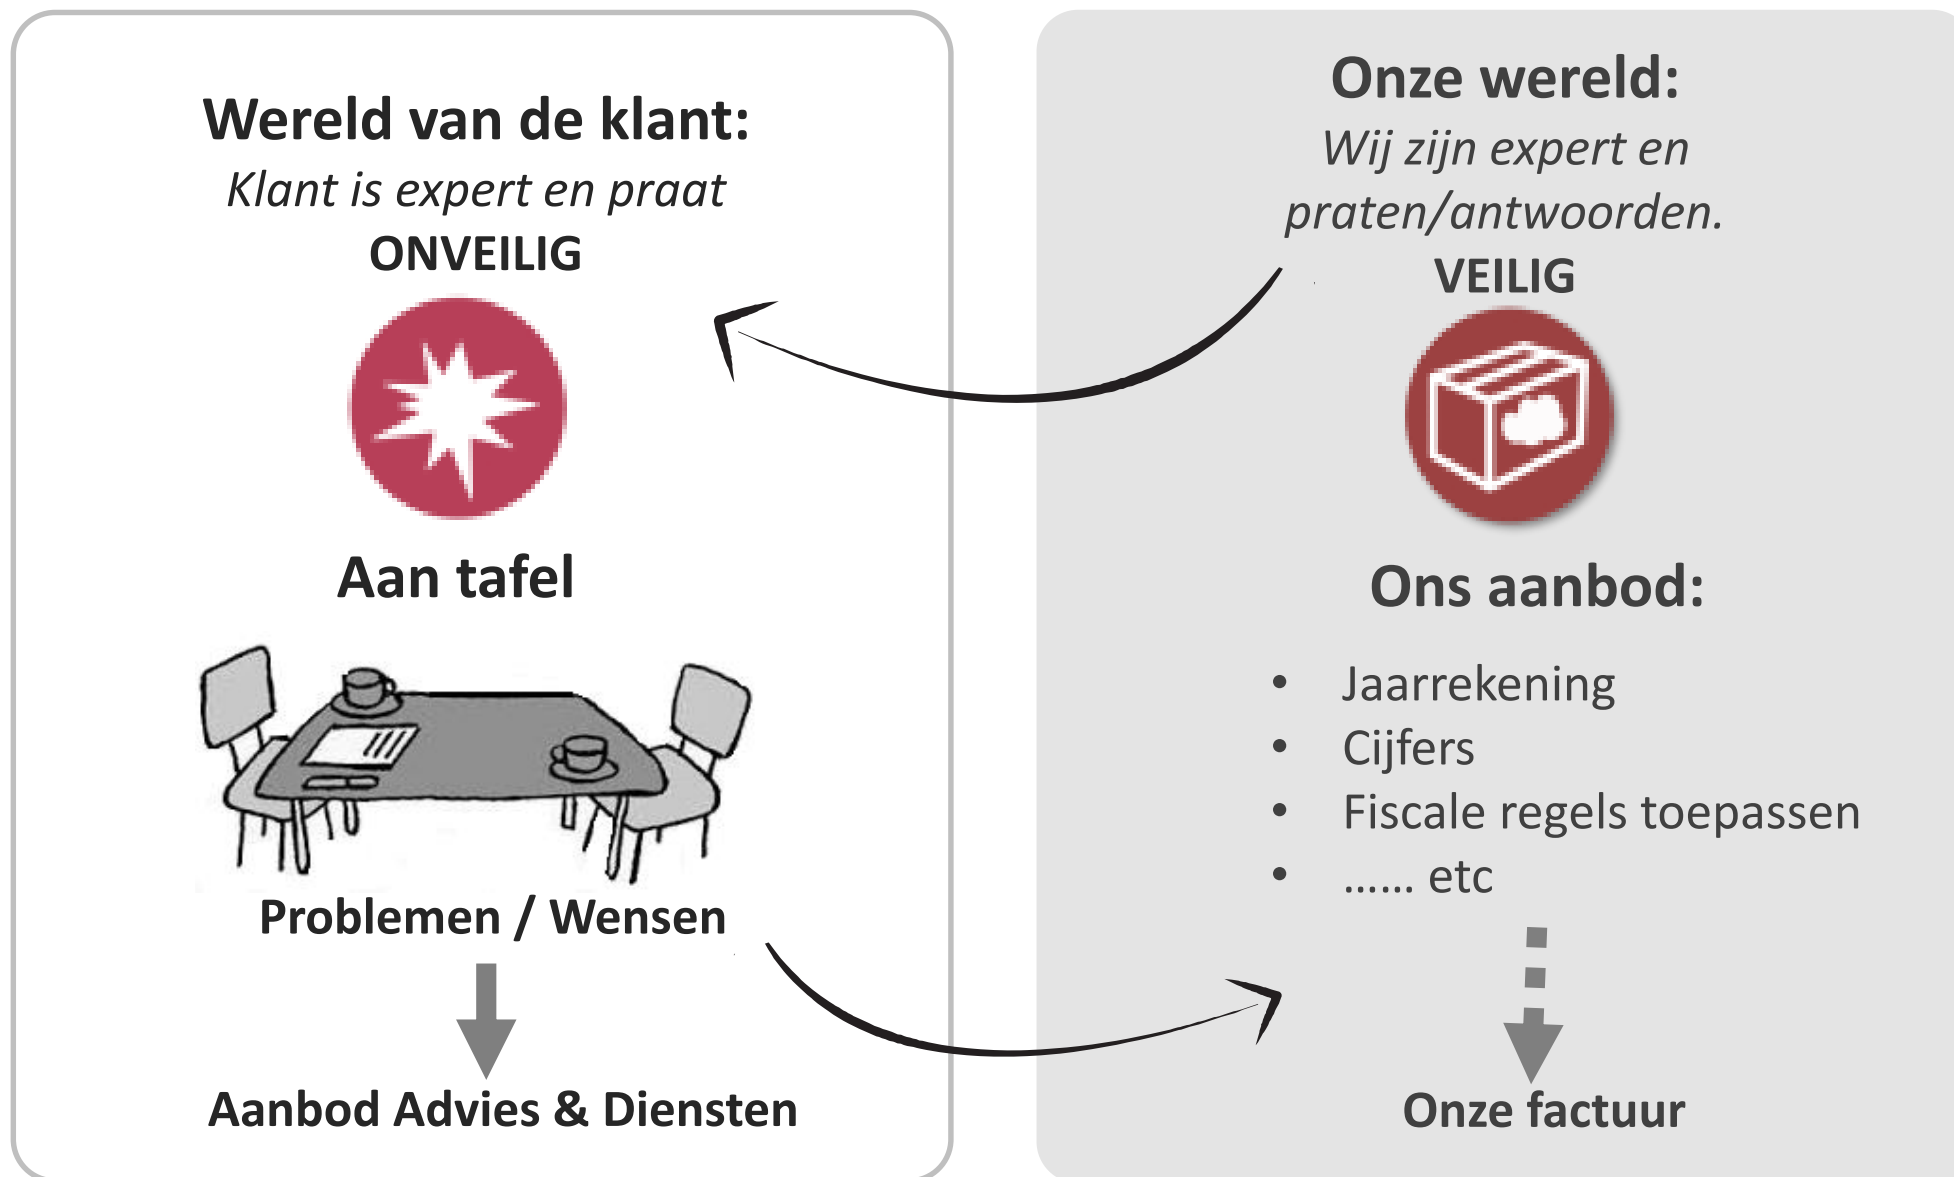 Wereld van de klant:
Klant is expert en praat
ONVEILIG
Aan tafel
Problemen / Wensen
Aanbod Advies & Diensten
Onze wereld:
Wij zijn expert en
praten/antwoorden.
VEILIG
Ons aanbod:
• Jaarrekening
• Cijfers
• Fiscale regels toepassen
• …… etc
Onze factuur